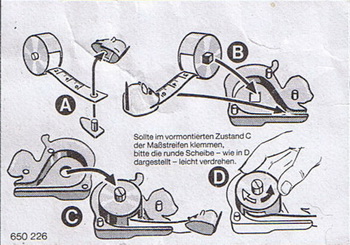 A
B
Sollte im vormontierten Zustand C
der Maßstreifen klemmen,
bitte die runde Scheibe – wie in D
dargestellt – leicht verdrehen.
C
D
650 226